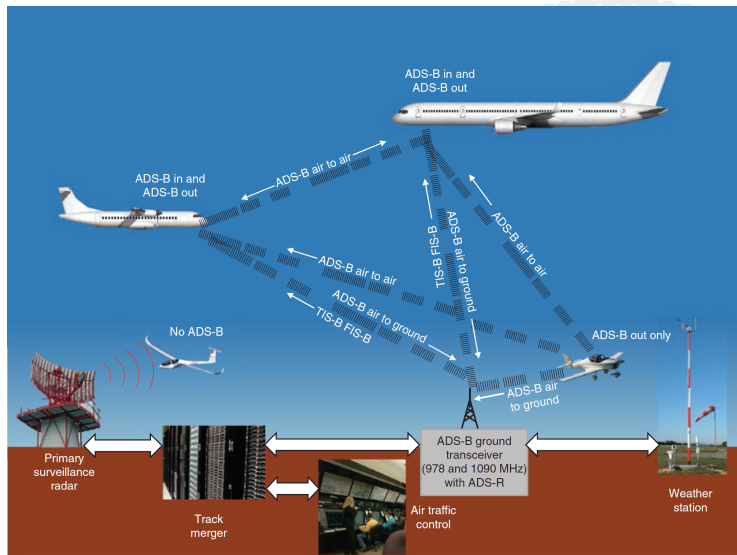 ADS-B in and
ADS-B out
ADS-B in and
ADS-B out
ADS-B air to air
ADS-B air to air
ADS-B air to air
TIS-B FIS-B
ADS-B air to ground
ADS-B air to ground
TIS-B FIS-B
No ADS-B
ADS-B out only
ADS-B air
to ground
Primary
surveillance
radar
Track
merger
Air traffic
control
ADS-B ground
transceiver
(978 and 1090 MHz)
with ADS-R
Weather
station